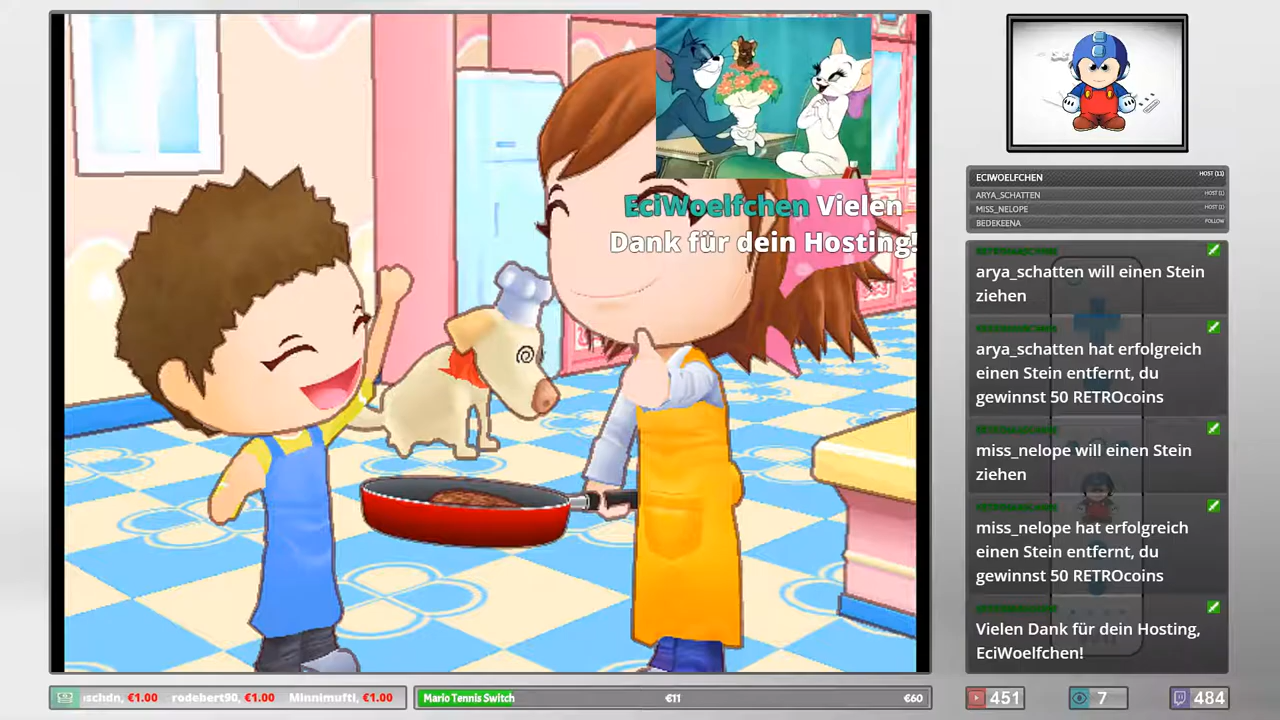 EciWoelfchen Vielen
Dank für dein Hosting!
ECIWOELFCHEN HOST (11)
ARYA_SCHATTEN HOST (1)
MISS_NELOPE HOST (1)
BEDEKEENA FOLLOW
arya_schatten will einen Stein
ziehen
arya_schatten hat erfolgreich
einen Stein entfernt, du
gewinnst 50 RETROcoins
miss_nelope will einen Stein
ziehen
miss_nelope hat erfolgreich
einen Stein entfernt, du
gewinnst 50 RETROcoins
Vielen Dank für dein Hosting,
EciWoelfchen!
€1.00 rodebert90, €1.00 Minnimufti, €1.00
Mario Tennis Switch €11 €60
451 7 484